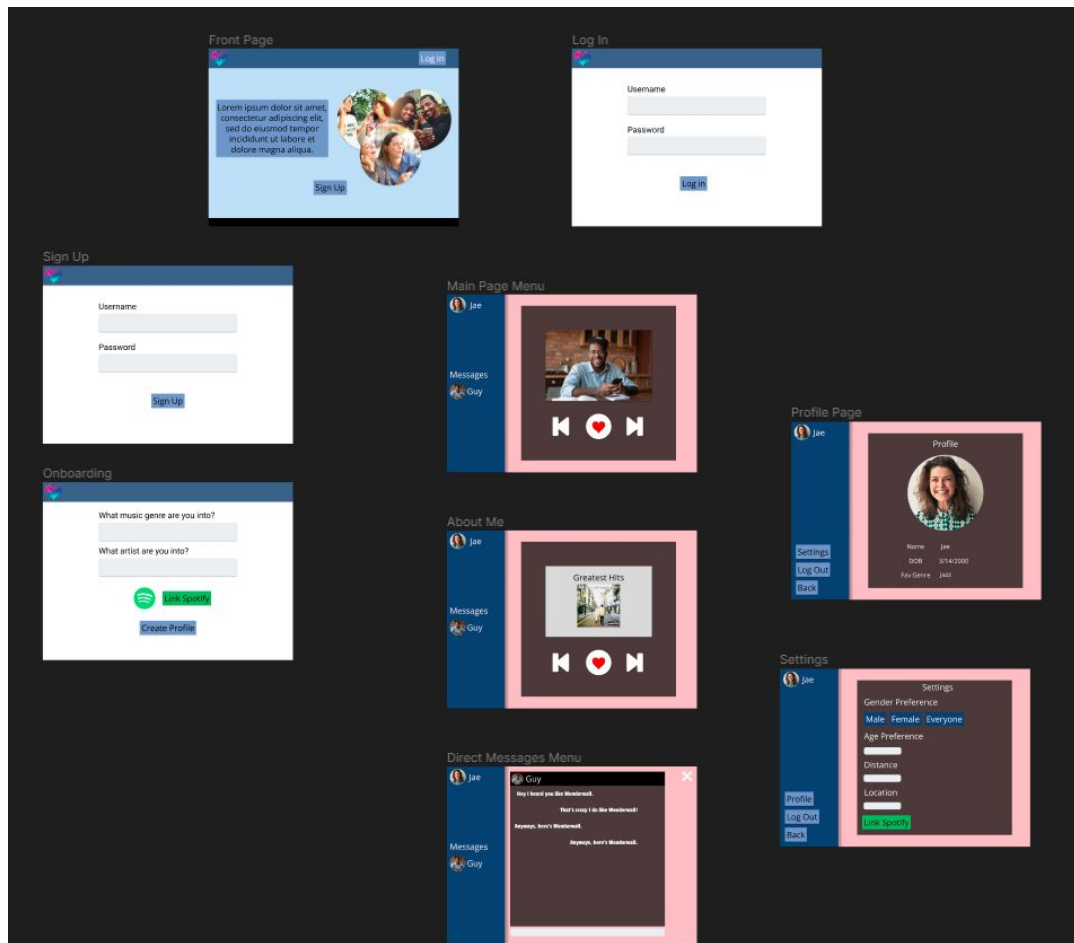 Front Page
Log In
Lorem ipsum dolor sit amet,
consectetur adipiscing elit,
sed do eiusmod tempor
incididunt ut labore et
dolore magna aliqua.
Sign Up
Log In
Username
Password
Log in
Sign Up
Username
Password
Sign Up
Main Page Menu
Jae
Messages
Guy
Profile Page
Jae
Profile
Name Jae
DOB 3/14/2000
Fav Genre Jazz
Settings
Log Out
Back
Onboarding
What music genre are you into?
What artist are you into?
Link Spotify
Create Profile
About Me
Jae
Greatest Hits
Messages
Guy
Settings
Jae
Settings
Gender Preference
Male Female Everyone
Age Preference
Distance
Location
Link Spotify
Profile
Log Out
Back
Direct Messages Menu
Jae
Guy
Hey I heard you like Wonderwall.
That's crazy I do like Wonderwall!
Anyways, here's Wonderwall.
Anyways, here's Wonderwall.
Messages
Guy